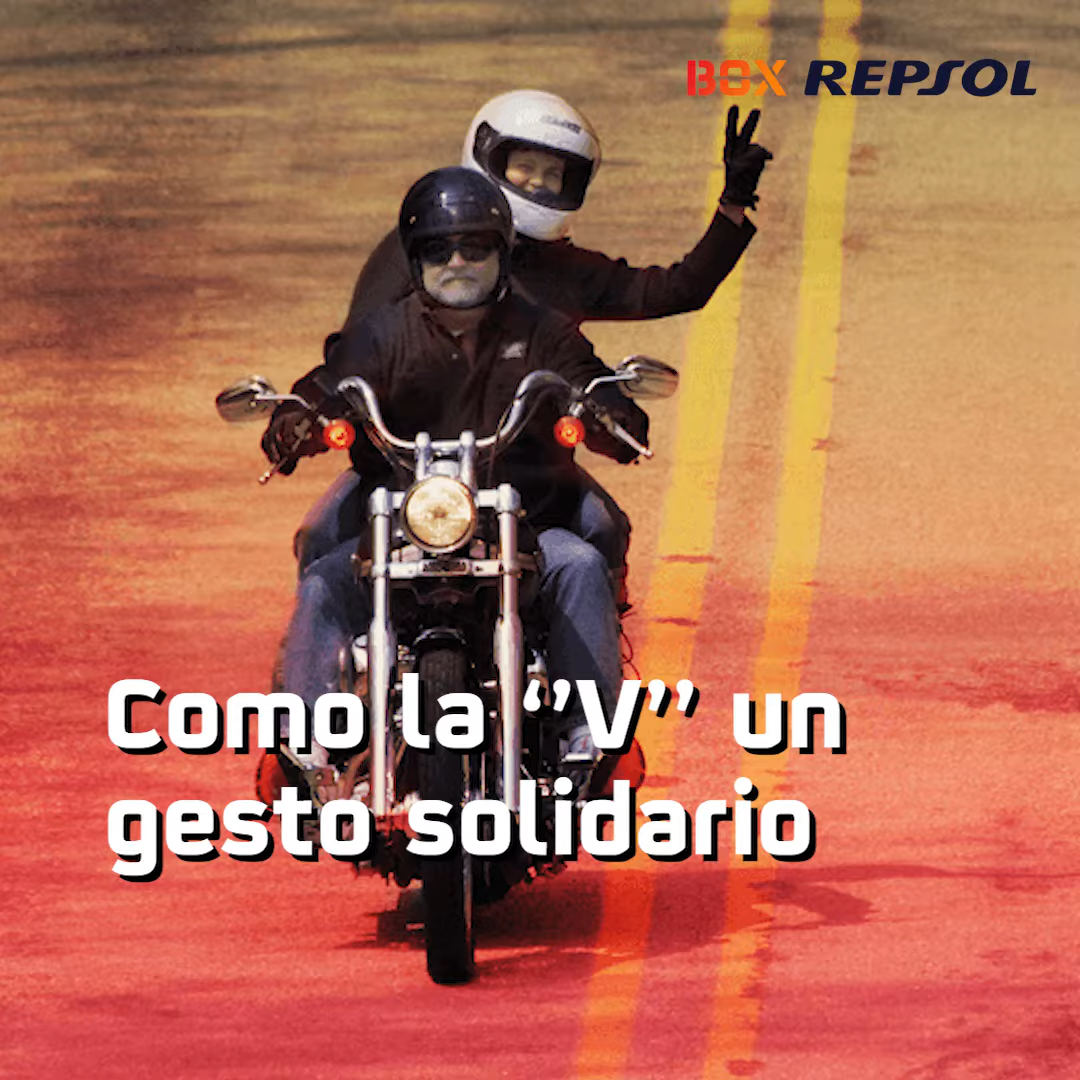 BOX REPSOL
Como la “V” un
gesto solidario